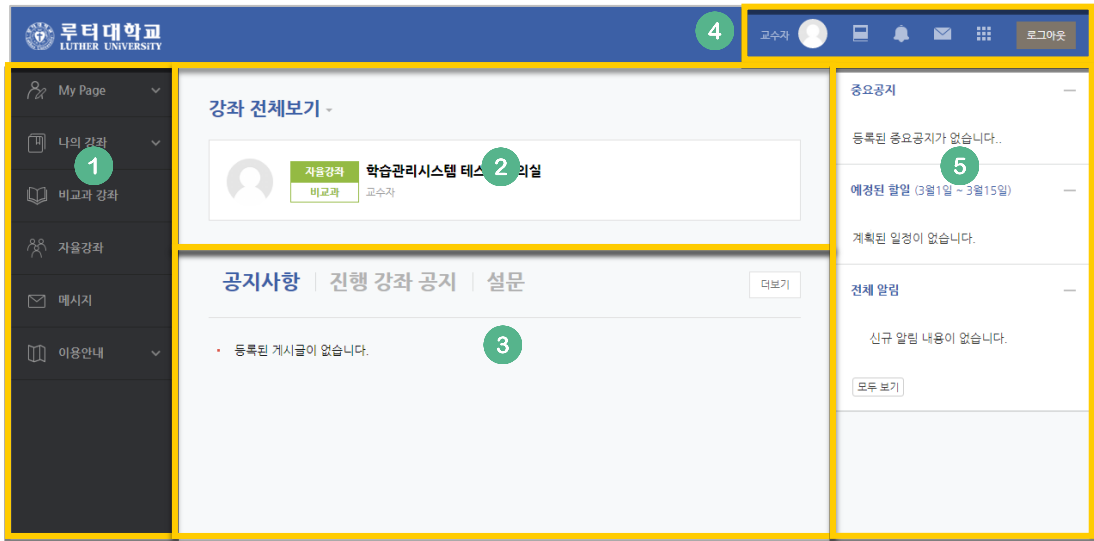 루터대학교
LUTHER UNIVERSITY
4
교수자
로그아웃
My Page
나의 강좌
1
비교과 강좌
자율강좌
메시지
이용안내
강좌 전체보기
자율강좌
비교과
학습관리시스템 테스 2 의실
교수자
공지사항
진행 강좌 공지
설문
더보기
등록된 게시글이 없습니다.
3
중요공지
등록된 중요공지가 없습니다..
5
예정된 할일 (3월1일 ~ 3월15일)
계획된 일정이 없습니다.
전체 알림
신규 알림 내용이 없습니다.
모두 보기